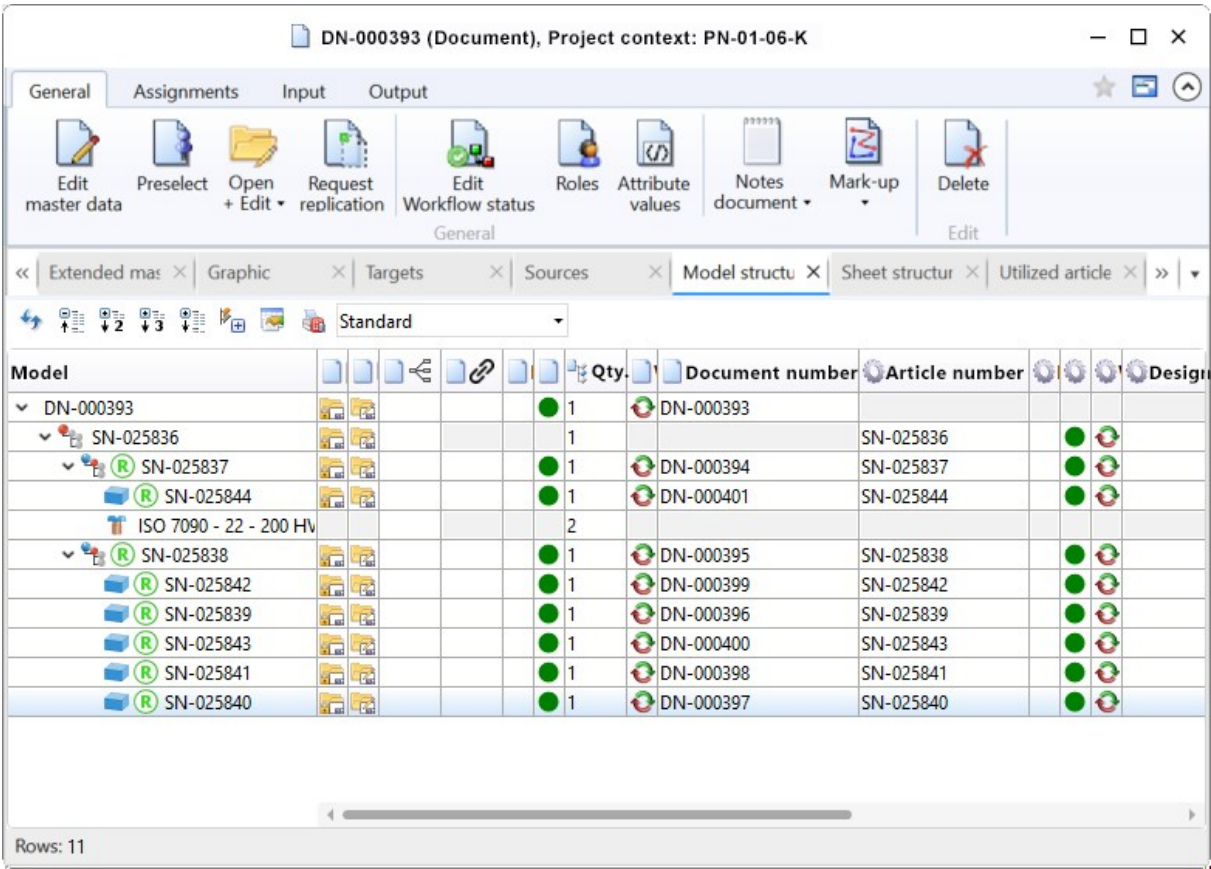 DN-000393 (Document), Project context: PN-01-06-K
General Assignments Input Output
Edit master data
Preselect
Open + Edit
Request replication
Edit Workflow status
Roles
Attribute values
Notes document
Mark-up
Delete
General Edit
Extended mas Graphic Targets Sources Model structu Sheet structur Utilized article
2 3 Standard
Model Qty. Document number Article number Design
DN-000393 1 DN-000393
SN-025836 1 SN-025836
R SN-025837 1 DN-000394 SN-025837
R SN-025844 1 DN-000401 SN-025844
ISO 7090 - 22 - 200 HV 2
R SN-025838 1 DN-000395 SN-025838
R SN-025842 1 DN-000399 SN-025842
R SN-025839 1 DN-000396 SN-025839
R SN-025843 1 DN-000400 SN-025843
R SN-025841 1 DN-000398 SN-025841
R SN-025840 1 DN-000397 SN-025840
Rows: 11